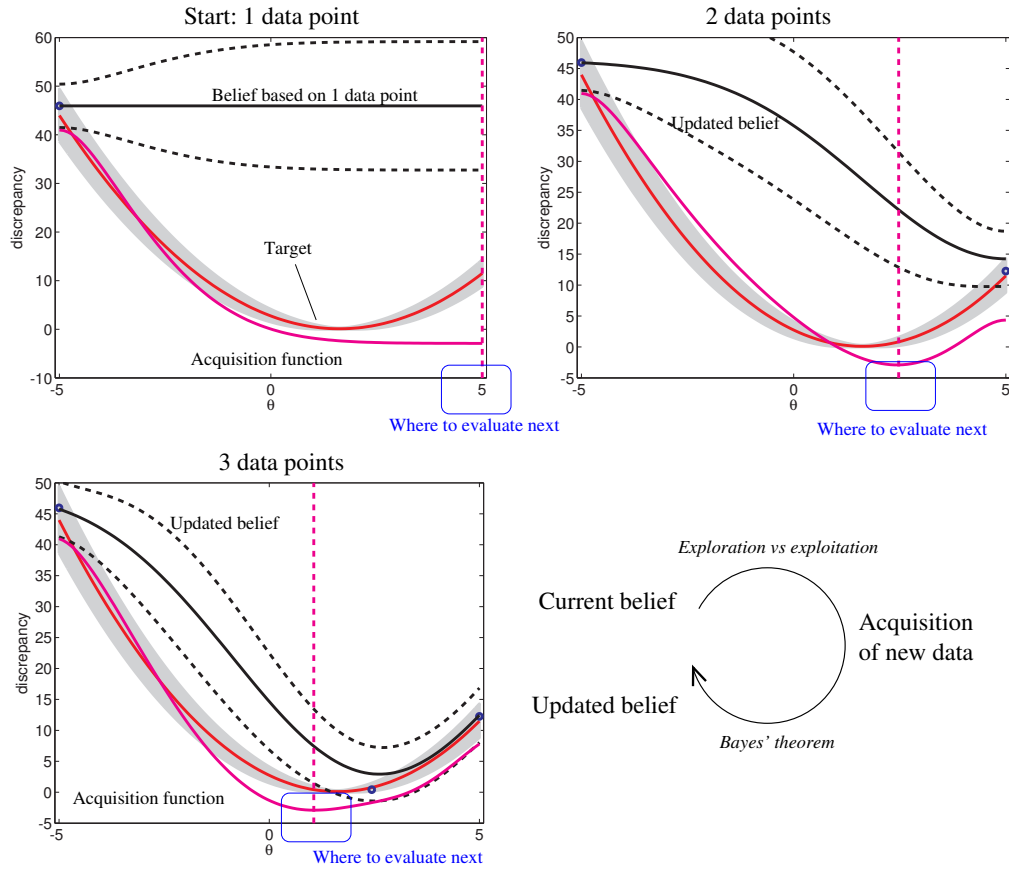 Start: 1 data point
60
50
40
30
20
10
0
-10
discrepancy
Belief based on 1 data point
Target
Acquisition function
-5
0
5
θ
Where to evaluate next
2 data points
50
45
40
35
30
25
20
15
10
5
0
-5
discrepancy
Updated belief
-5
0
5
θ
Where to evaluate next
3 data points
50
45
40
35
30
25
20
15
10
5
0
-5
discrepancy
Updated belief
Acquisition function
-5
0
5
θ
Where to evaluate next
Exploration vs exploitation
Current belief
Acquisition
of new data
Updated belief
Bayes’ theorem